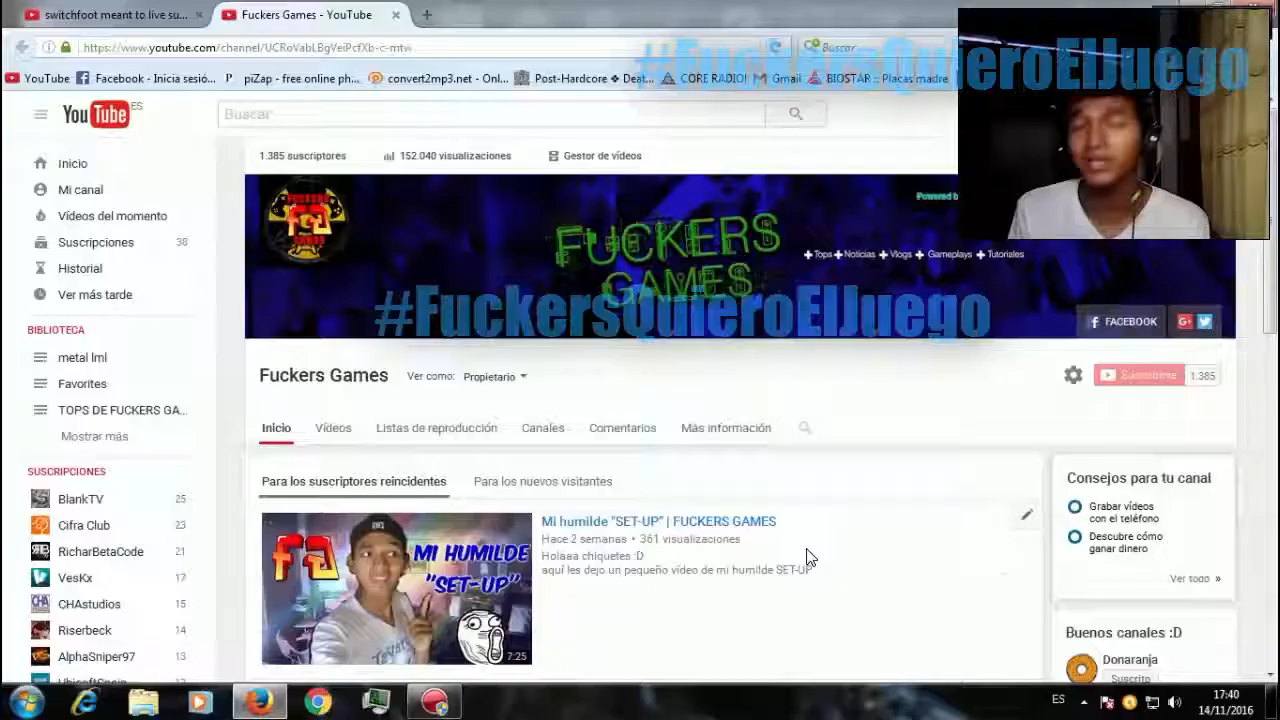 switchfoot meant to live su...
Fuckers Games - YouTube
Buscar
#FuckersQuieroElJuego
YouTube
Facebook - Inicia sesió...
piZap - free online ph...
convert2mp3.net - Onl...
Post-Hardcore ❖ Deat...
CORE RADIO!
Gmail
BIOSTAR :: Placas madre
YouTube ES
Buscar
1.385 suscriptores
152.040 visualizaciones
Gestor de vídeos
Inicio
Mi canal
Vídeos del momento
Suscripciones 38
Historial
Ver más tarde
BIBLIOTECA
metal lml
Favorites
TOPS DE FUCKERS GA...
Mostrar más
SUSCRIPCIONES
BlankTV 25
Cifra Club 23
RicharBetaCode 21
VesKx 17
CHAstudios 15
Riserbeck 14
AlphaSniper97 13
UbisoftSpain
FUCKERS
FG
GAMES
Powered b
FUCKERS
GAMES
+Tops +Noticias +Vlogs + Gameplays +Tutoriales
#FuckersQuieroElJuego
FACEBOOK
Fuckers Games
Ver como: Propietario
Suscribirse 1.385
Inicio
Vídeos
Listas de reproducción
Canales
Comentarios
Más información
Para los suscriptores reincidentes
Para los nuevos visitantes
MI HUMILDE
"SET-UP"
7:25
Mi humilde "SET-UP" | FUCKERS GAMES
Hace 2 semanas • 361 visualizaciones
Holaaa chiquetes :D
aquí les dejo un pequeño vídeo de mi humilde SET-UP
Consejos para tu canal
Grabar vídeos
con el teléfono
Descubre cómo
ganar dinero
Ver todo »
Buenos canales :D
Donaranja
Suscrito
ES
17:40
14/11/2016